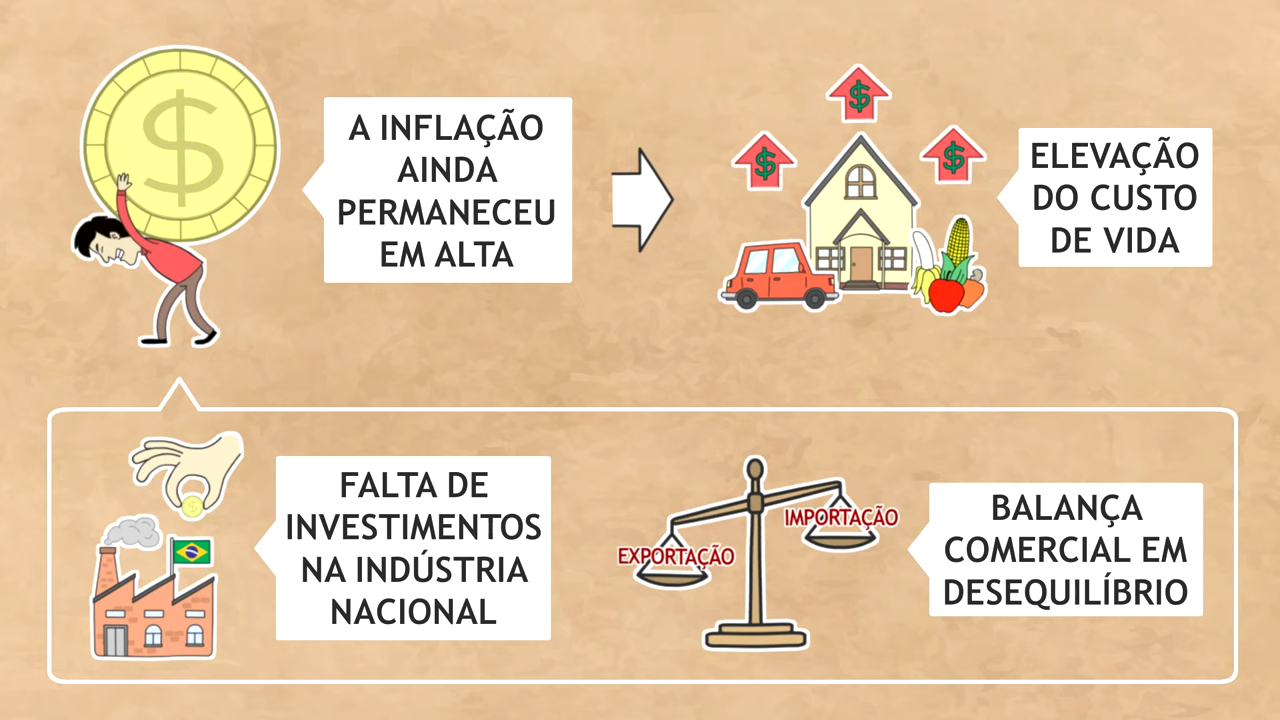 A INFLAÇÃO
AINDA
PERMANECEU
EM ALTA
ELEVAÇÃO
DO CUSTO
DE VIDA
FALTA DE
INVESTIMENTOS
NA INDÚSTRIA
NACIONAL
EXPORTAÇÃO
IMPORTAÇÃO
BALANÇA
COMERCIAL EM
DESEQUILÍBRIO